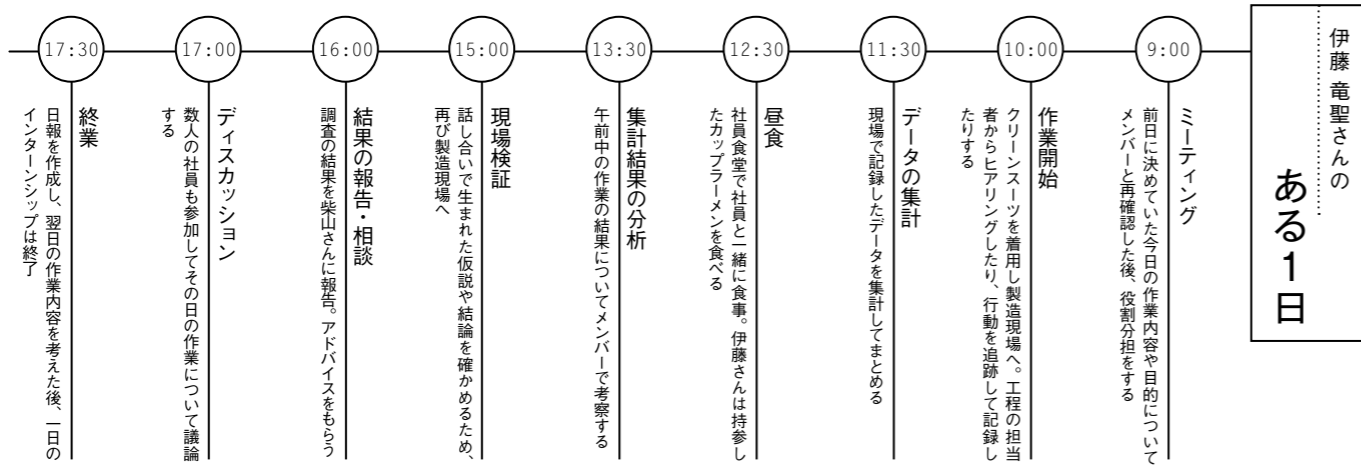 伊藤 竜聖さんの
ある1日
9:00
ミーティング
前日に決めていた今日の作業内容や目的について
メンバーと再確認した後、役割分担をする
10:00
作業開始
クリーンスーツを着用し製造現場へ。工程の担当
者からヒアリングしたり、行動を追跡して記録し
たりする
11:30
データの集計
現場で記録したデータを集計してまとめる
12:30
昼食
社員食堂で社員と一緒に食事。伊藤さんは持参し
たカップラーメンを食べる
13:30
集計結果の分析
午前中の作業の結果についてメンバーで考察する
15:00
現場検証
話し合いで生まれた仮説や結論を確かめるため、
再び製造現場へ
16:00
結果の報告・相談
調査の結果を柴山さんに報告。アドバイスをもらう
17:00
ディスカッション
数人の社員も参加してその日の作業について議論
する
17:30
終業
日報を作成し、翌日の作業内容を考えた後、一日の
インターンシップは終了